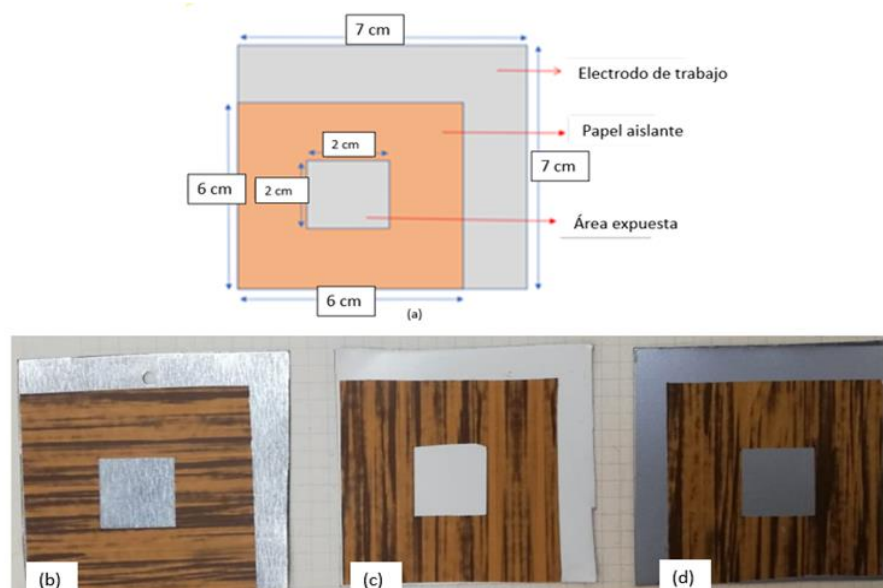 7 cm
Electrodo de trabajo
Papel aislante
2 cm
7 cm
6 cm
2 cm
Área expuesta
6 cm
(a)
(b)
(c)
(d)